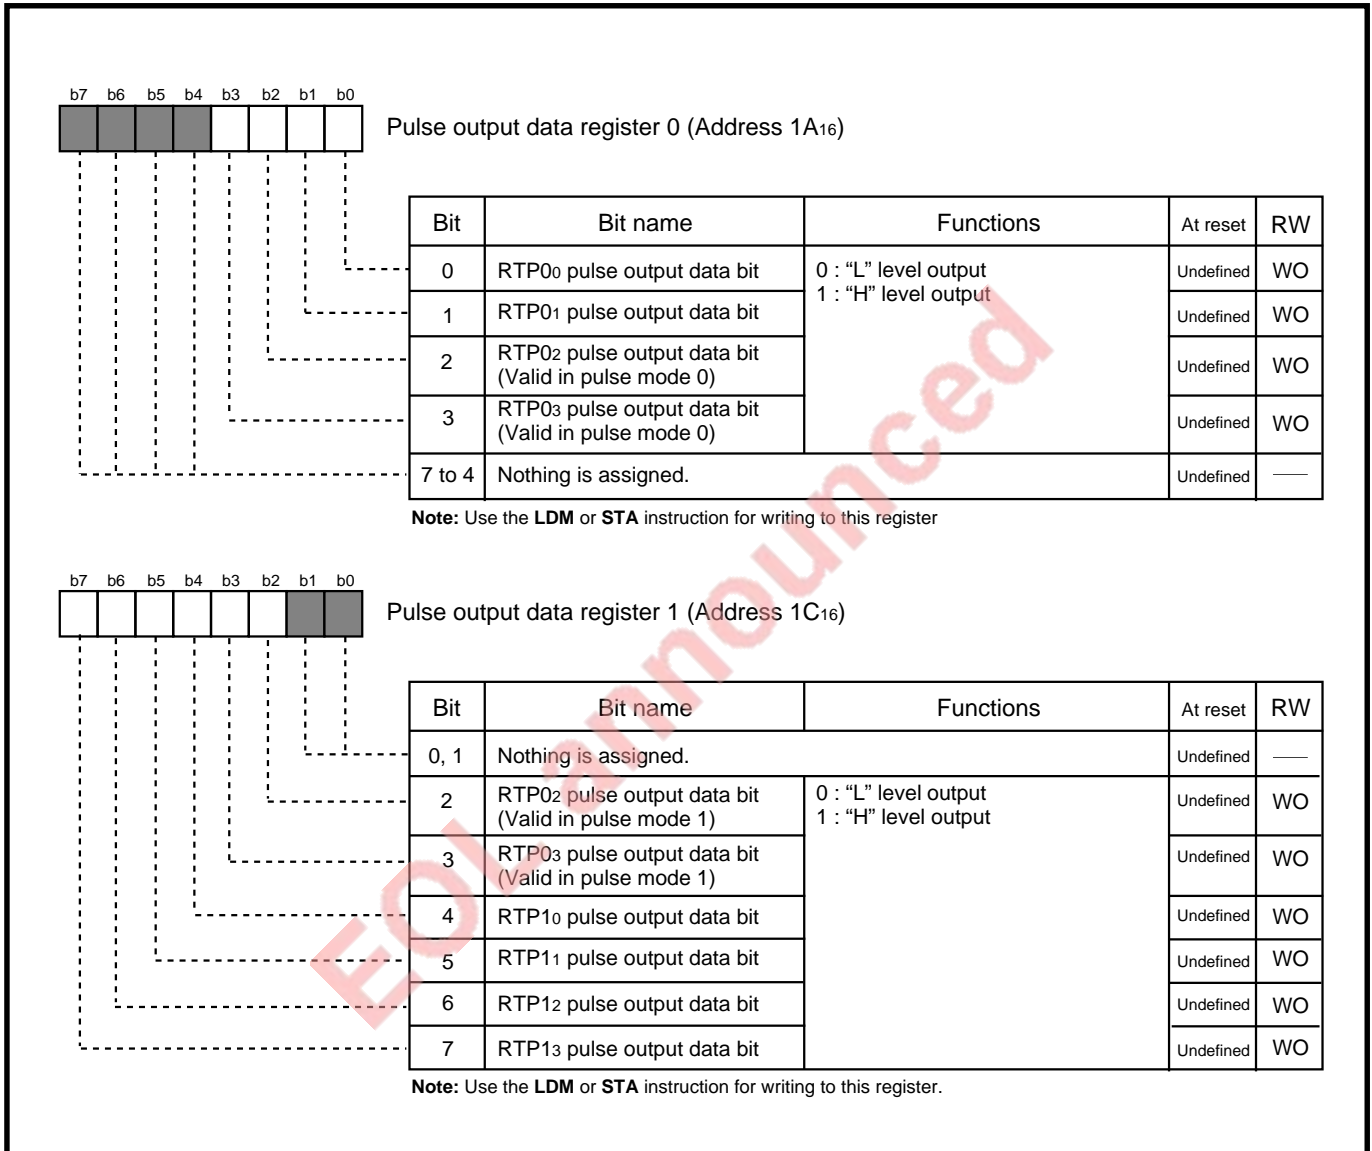 b7 b6 b5 b4 b3 b2 b1 b0
Pulse output data register 0 (Address 1A16)
Bit Bit name Functions At reset RW
0 RTP00 pulse output data bit 0 : “L” level output Undefined WO
1 : “H” level output
1 RTP01 pulse output data bit Undefined WO
2 RTP02 pulse output data bit Undefined WO
(Valid in pulse mode 0)
3 RTP03 pulse output data bit Undefined WO
(Valid in pulse mode 0)
7 to 4 Nothing is assigned. Undefined —
Note: Use the LDM or STA instruction for writing to this register
b7 b6 b5 b4 b3 b2 b1 b0
Pulse output data register 1 (Address 1C16)
Bit Bit name Functions At reset RW
0, 1 Nothing is assigned. Undefined —
2 RTP02 pulse output data bit 0 : “L” level output Undefined WO
(Valid in pulse mode 1) 1 : “H” level output
3 RTP03 pulse output data bit Undefined WO
(Valid in pulse mode 1)
4 RTP10 pulse output data bit Undefined WO
5 RTP11 pulse output data bit Undefined WO
6 RTP12 pulse output data bit Undefined WO
7 RTP13 pulse output data bit Undefined WO
Note: Use the LDM or STA instruction for writing to this register.
EOL announced